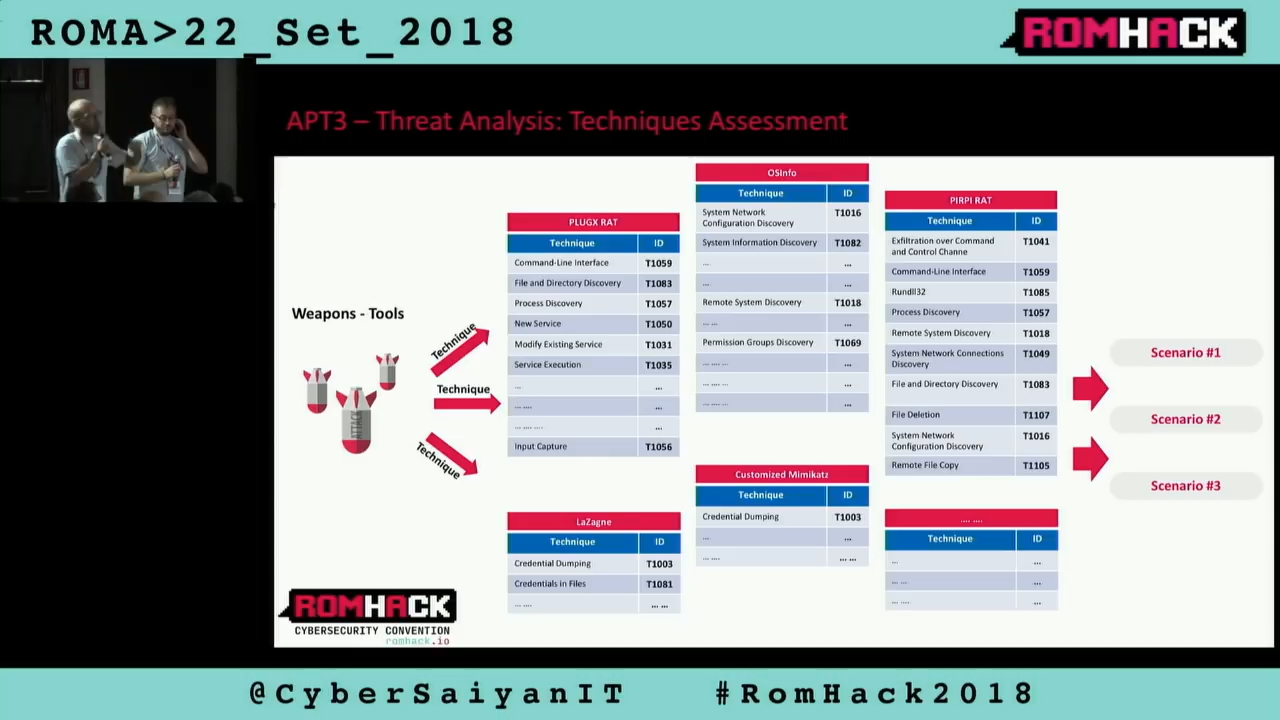 ROMA>22_Set_2018
ROMHACK
APT3 – Threat Analysis: Techniques Assessment
Weapons - Tools
ATTACK
Technique
Technique
Technique
PLUGX RAT
Technique ID
Command-Line Interface T1059
File and Directory Discovery T1083
Process Discovery T1057
New Service T1050
Modify Existing Service T1031
Service Execution T1035
... ...
... .... ...
... .... .... ...
Input Capture T1056
LaZagne
Technique ID
Credential Dumping T1003
Credentials in Files T1081
... .... ... ...
OSInfo
Technique ID
System Network
Configuration Discovery T1016
System Information Discovery T1082
... ...
... ...
Remote System Discovery T1018
... ... ...
Permission Groups Discovery T1069
.... .... ...
.... .... ...
.... .... ...
Customized Mimikatz
Technique ID
Credential Dumping T1003
... ...
... .... ... ...
PIRPI RAT
Technique ID
Exfiltration over Command
and Control Channe T1041
Command-Line Interface T1059
Rundll32 T1085
Process Discovery T1057
Remote System Discovery T1018
System Network Connections
Discovery T1049
File and Directory Discovery T1083
File Deletion T1107
System Network
Configuration Discovery T1016
Remote File Copy T1105
.... ....
Technique ID
... ...
... ... ...
... .... ...
Scenario #1
Scenario #2
Scenario #3
ROMHACK
CYBERSECURITY CONVENTION
romhack.io
@CyberSaiyanIT #RomHack2018